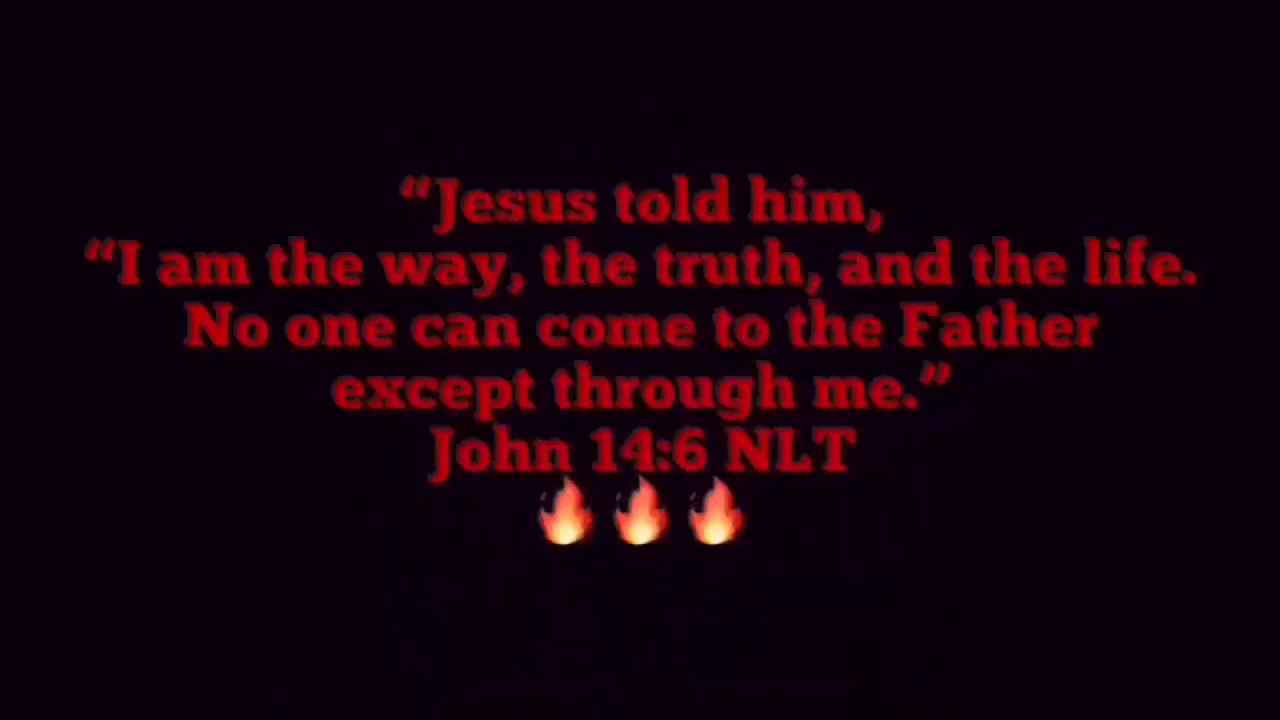 “Jesus told him,
“I am the way, the truth, and the life.
No one can come to the Father
except through me.”
John 14:6 NLT
🔥🔥🔥